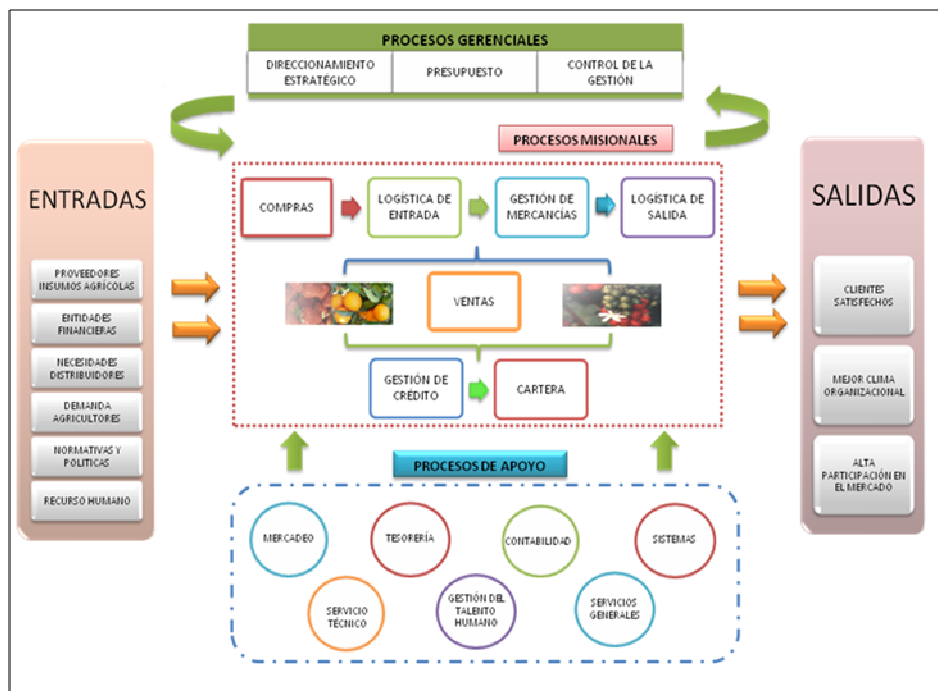 PROCESOS GERENCIALES
DIRECCIONAMIENTO
ESTRATÉGICO
PRESUPUESTO
CONTROL DE LA
GESTIÓN
PROCESOS MISIONALES
ENTRADAS
PROVEEDORES
INSUMOS AGRÍCOLAS
ENTIDADES
FINANCIERAS
NECESIDADES
DISTRIBUIDORES
DEMANDA
AGRICULTORES
NORMATIVAS Y
POLITICAS
RECURSO HUMANO
COMPRAS
LOGÍSTICA DE
ENTRADA
GESTIÓN DE
MERCANCÍAS
LOGÍSTICA DE
SALIDA
VENTAS
GESTIÓN DE
CRÉDITO
CARTERA
SALIDAS
CLIENTES
SATISFECHOS
MEJOR CLIMA
ORGANIZACIONAL
ALTA
PARTICIPACIÓN EN
EL MERCADO
PROCESOS DE APOYO
MERCADEO
TESORERÍA
CONTABILIDAD
SISTEMAS
SERVICIO
TÉCNICO
GESTIÓN DEL
TALENTO
HUMANO
SERVICIOS
GENERALES